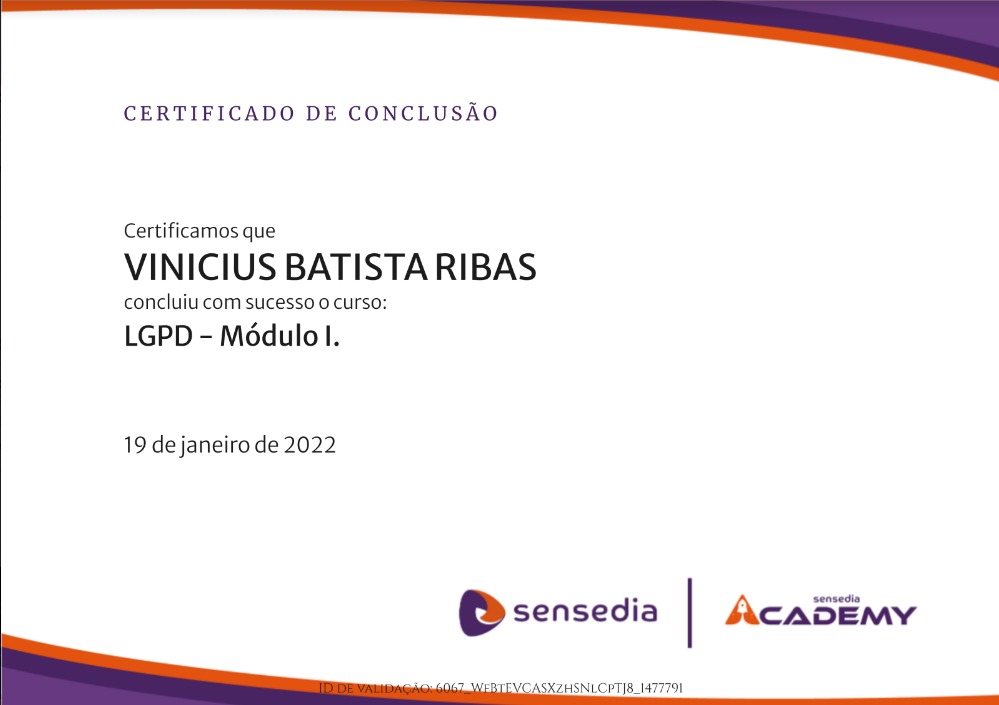 CERTIFICADO DE CONCLUSÃO
Certificamos que
VINICIUS BATISTA RIBAS
concluiu com sucesso o curso:
LGPD - Módulo I.
19 de janeiro de 2022
sensedia
sensedia
ACADEMY
ID DE VALIDAÇÃO: 6067_WfBtEVCASXzhSNlCpTJ8_1477791